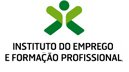 INSTITUTO DO EMPREGO
E FORMAÇÃO PROFISSIONAL